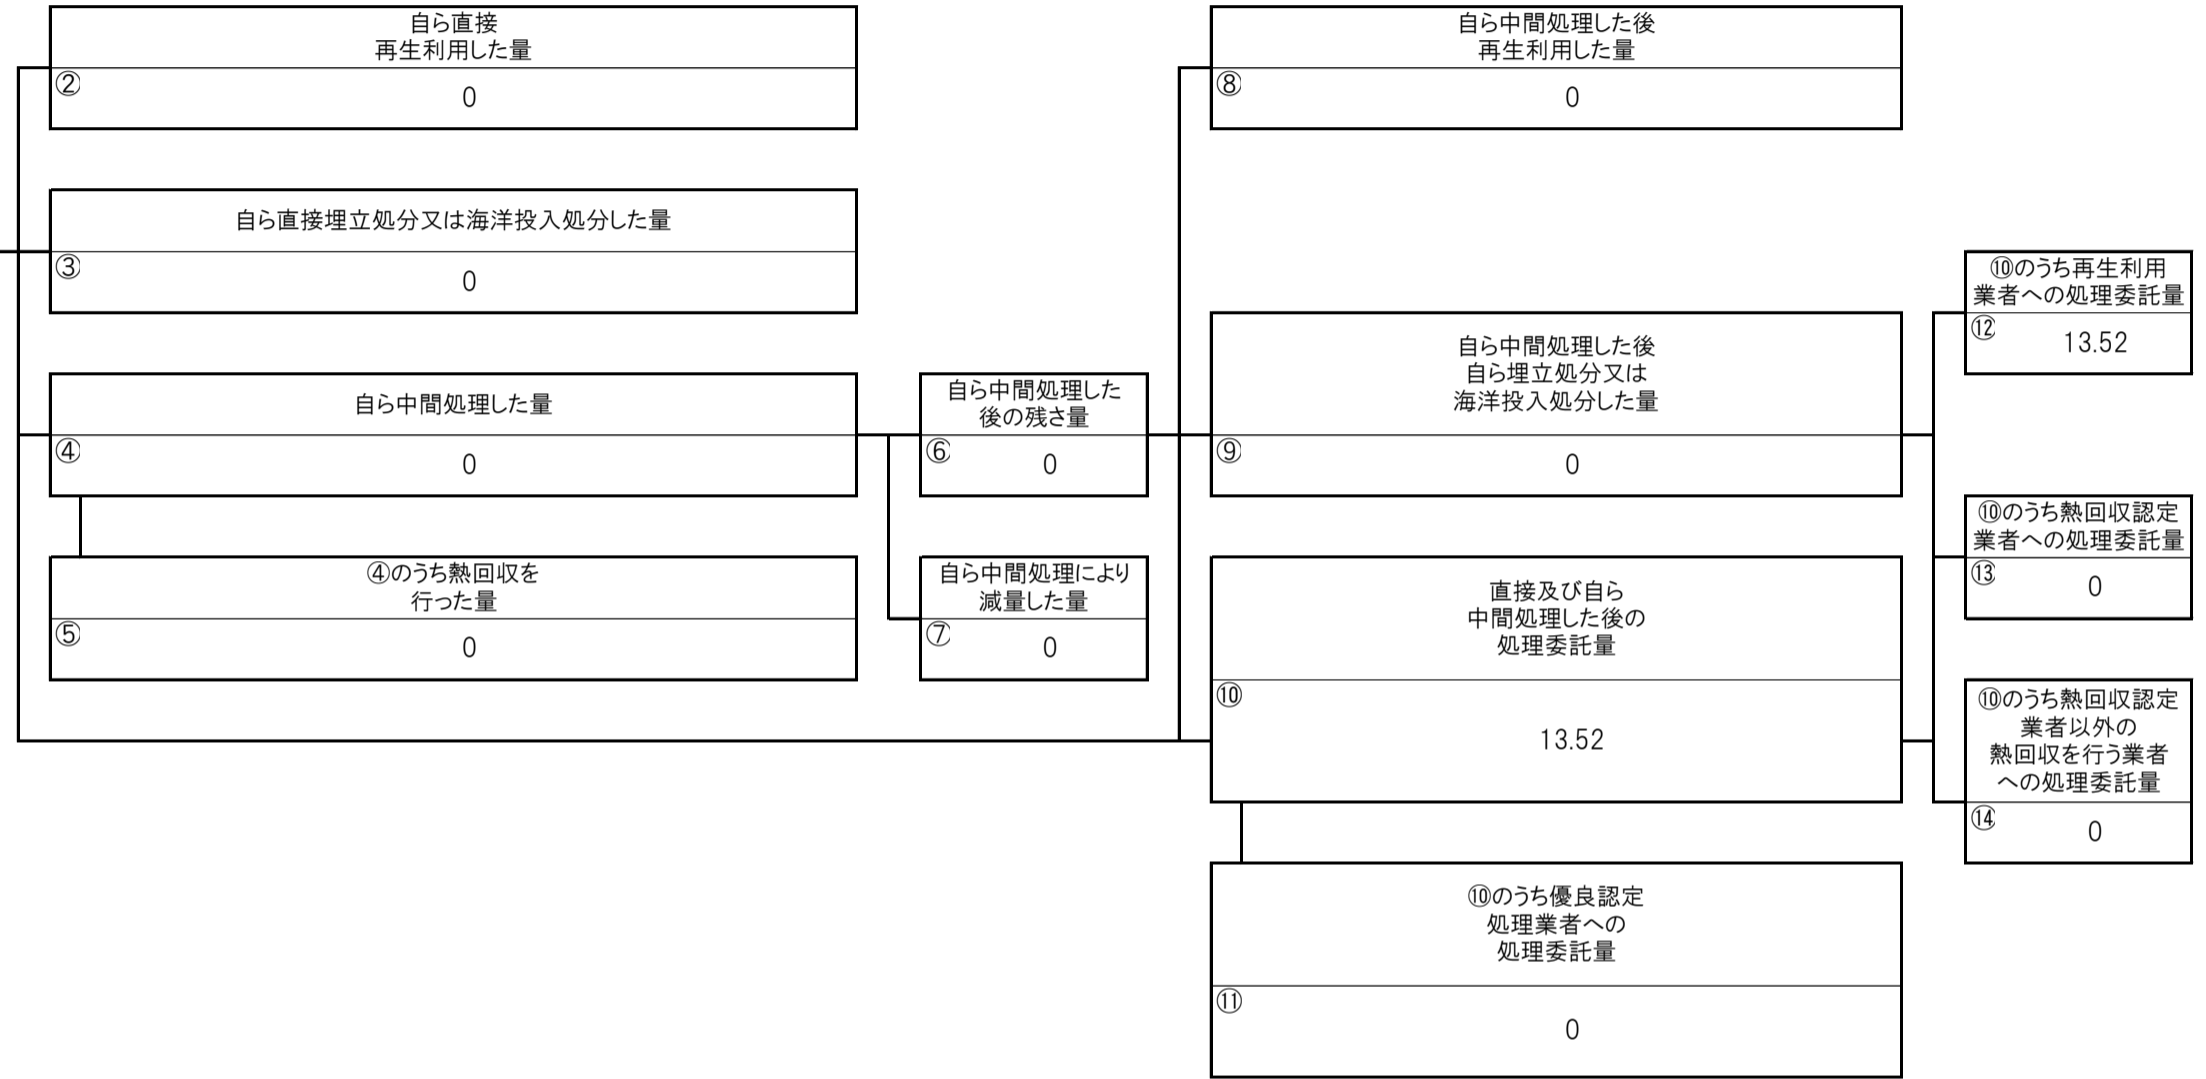 自ら直接
再生利用した量
②
0
自ら直接埋立処分又は海洋投入処分した量
③
0
自ら中間処理した量
④
0
④のうち熱回収を
行った量
⑤
0
自ら中間処理した
後の残さ量
⑥
0
自ら中間処理により
減量した量
⑦
0
自ら中間処理した後
再生利用した量
⑧
0
自ら中間処理した後
自ら埋立処分又は
海洋投入処分した量
⑨
0
直接及び自ら
中間処理した後の
処理委託量
⑩
13.52
⑩のうち優良認定
処理業者への
処理委託量
⑪
0
⑩のうち再生利用
業者への処理委託量
⑫
13.52
⑩のうち熱回収認定
業者への処理委託量
⑬
0
⑩のうち熱回収認定
業者以外の
熱回収を行う業者
への処理委託量
⑭
0